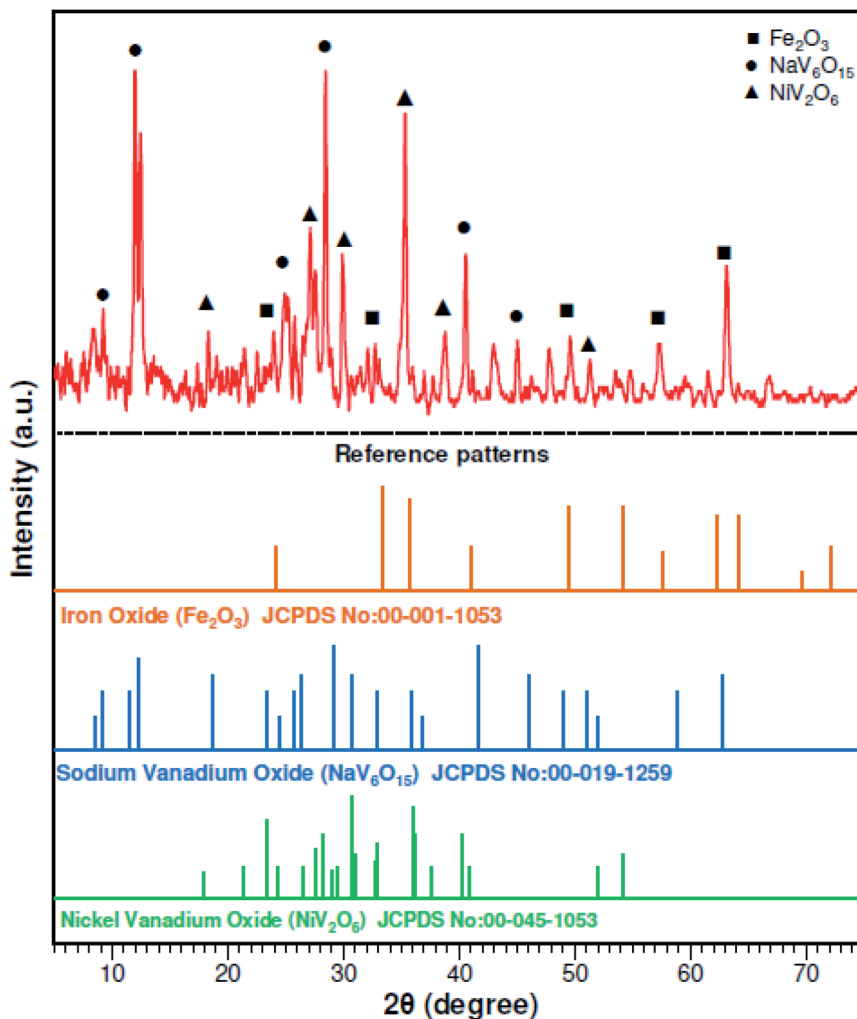 ■ Fe₂O₃
● NaV₆O₁₅
▲ NiV₂O₆
Intensity (a.u.)
Reference patterns
Iron Oxide (Fe₂O₃) JCPDS No:00-001-1053
Sodium Vanadium Oxide (NaV₆O₁₅) JCPDS No:00-019-1259
Nickel Vanadium Oxide (NiV₂O₆) JCPDS No:00-045-1053
10 20 30 40 50 60 70
2θ (degree)